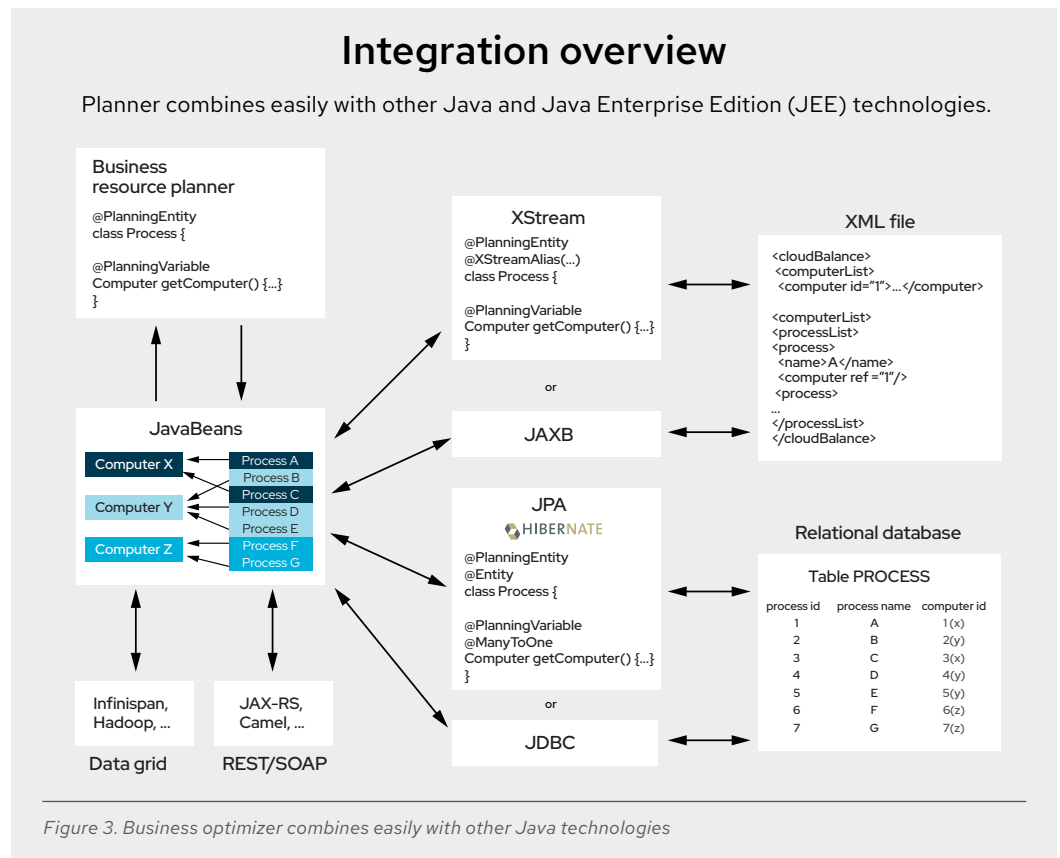 Integration overview
Planner combines easily with other Java and Java Enterprise Edition (JEE) technologies.
Business
resource planner
@PlanningEntity
class Process {
@PlanningVariable
Computer getComputer() {...}
}
JavaBeans
Computer X
Computer Y
Computer Z
Process A
Process B
Process C
Process D
Process E
Process F
Process G
Infinispan,
Hadoop, ...
Data grid
JAX-RS,
Camel, ...
REST/SOAP
XStream
@PlanningEntity
@XStreamAlias(...)
class Process {
@PlanningVariable
Computer getComputer() {...}
}
or
JAXB
JPA
HIBERNATE
@PlanningEntity
@Entity
class Process {
@PlanningVariable
@ManyToOne
Computer getComputer() {...}
}
or
JDBC
XML file
<cloudBalance>
<computerList>
<computer id="1">...</computer>
<computerList>
<processList>
<process>
<name>A</name>
<computer ref ="1"/>
<process>
...
</processList>
</cloudBalance>
Relational database
Table PROCESS
process id process name computer id
1 A 1(x)
2 B 2(y)
3 C 3(x)
4 D 4(y)
5 E 5(y)
6 F 6(z)
7 G 7(z)
Figure 3. Business optimizer combines easily with other Java technologies